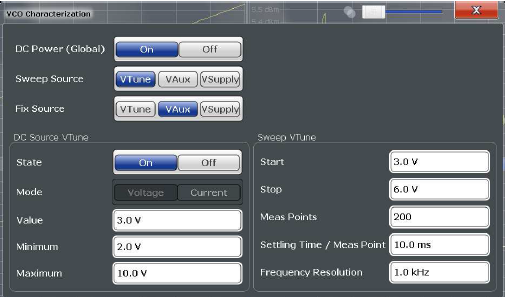 VCO Characterization
DC Power (Global) On Off
Sweep Source VTune VAux VSupply
Fix Source VTune VAux VSupply
DC Source VTune
State On Off
Mode Voltage Current
Value 3.0 V
Minimum 2.0 V
Maximum 10.0 V
Sweep VTune
Start 3.0 V
Stop 6.0 V
Meas Points 200
Settling Time / Meas Point 10.0 ms
Frequency Resolution 1.0 kHz